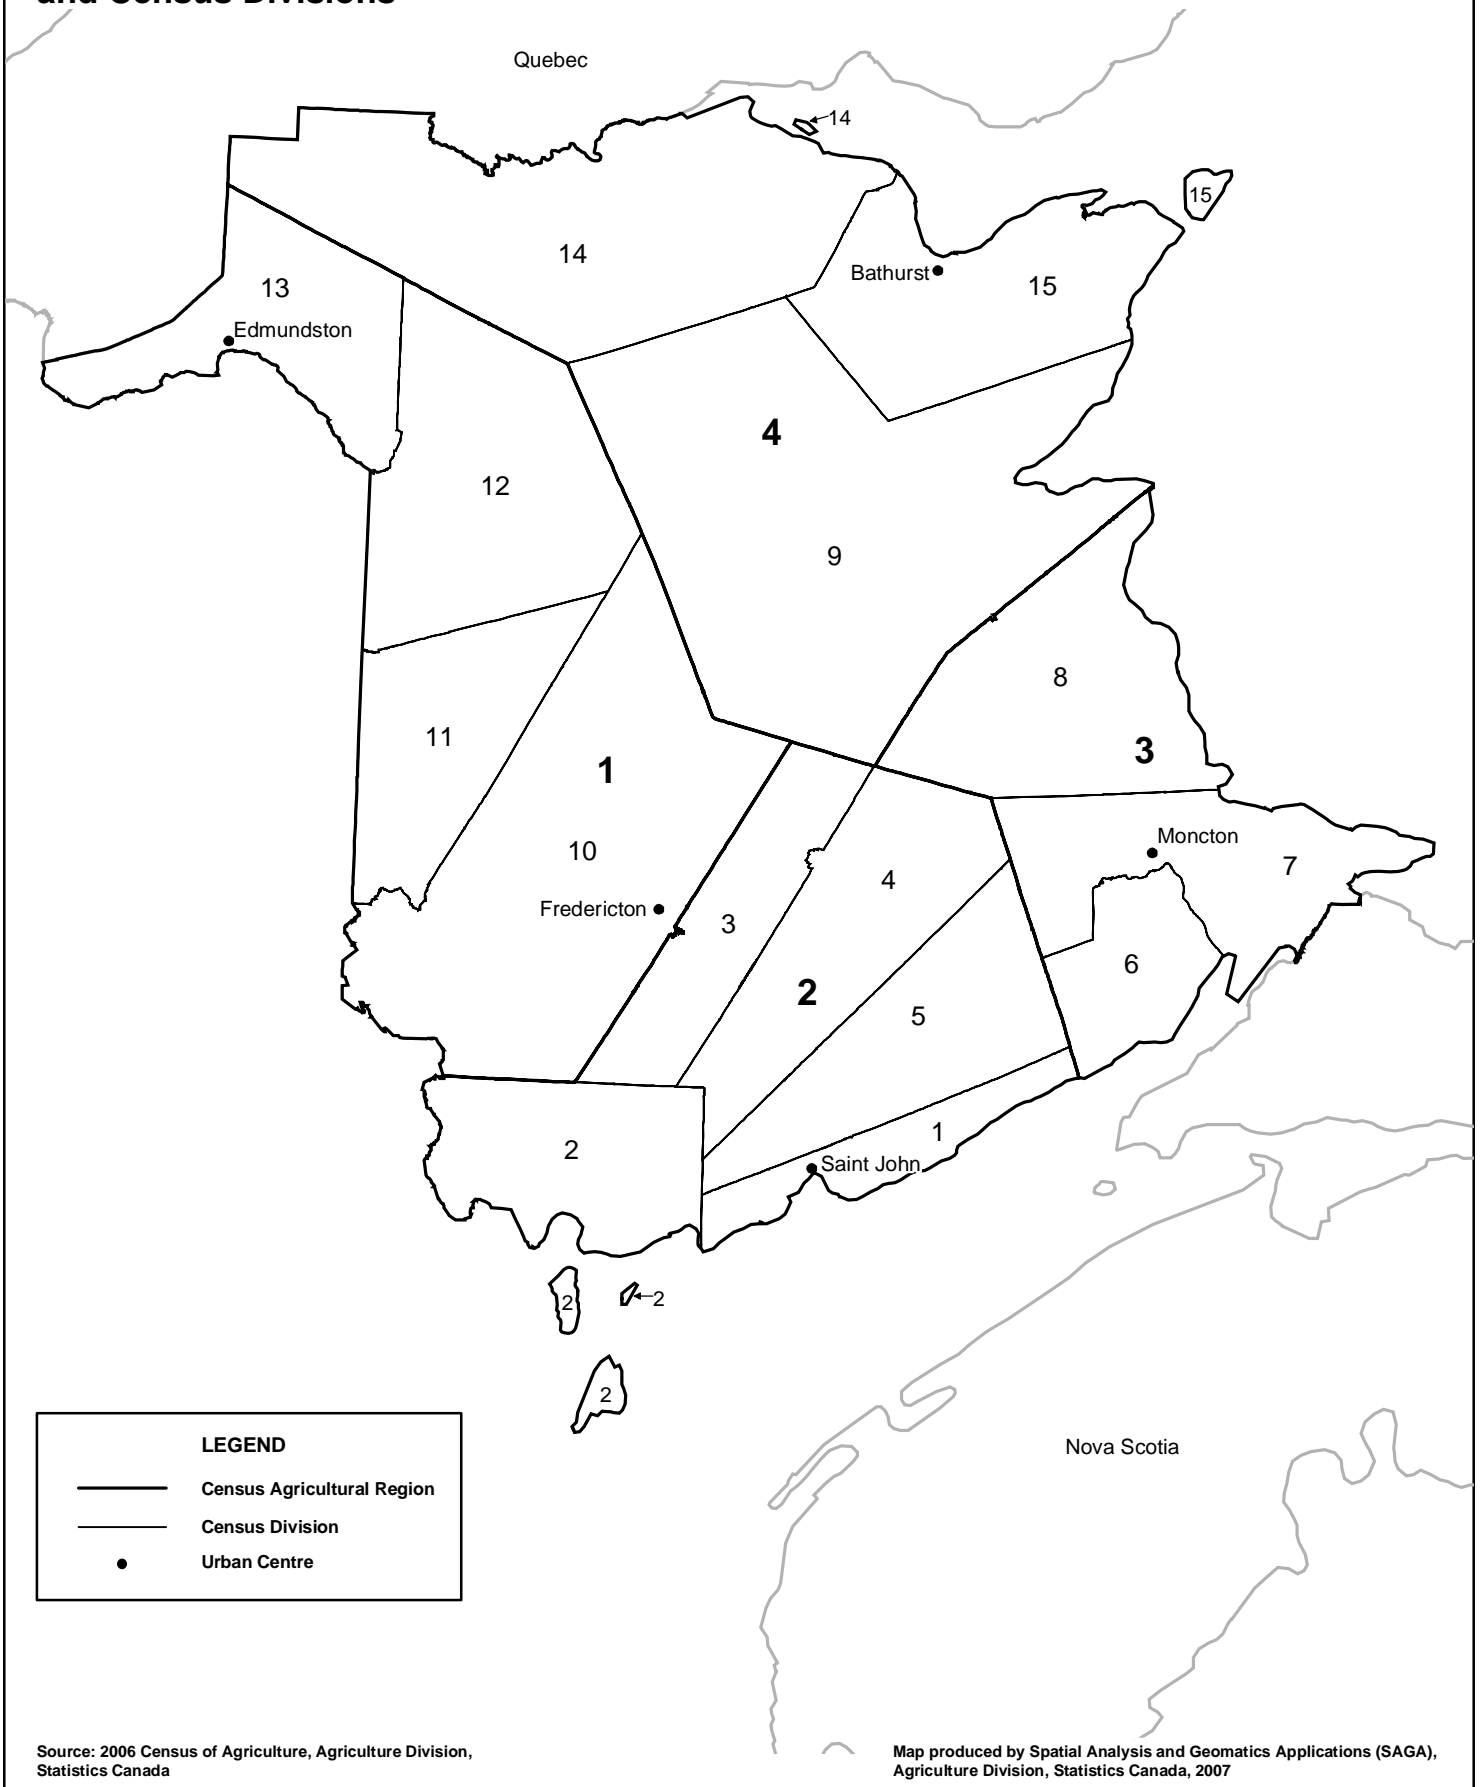 and Census Divisions
Quebec
14
15
14
Bathurst
15
13
Edmundston
4
12
9
8
11
3
1
Moncton
10
7
4
Fredericton
3
6
2
5
1
2
Saint John
2
2
2
LEGEND
Nova Scotia
Census Agricultural Region
Census Division
Urban Centre
Source: 2006 Census of Agriculture, Agriculture Division,
Statistics Canada
Map produced by Spatial Analysis and Geomatics Applications (SAGA),
Agriculture Division, Statistics Canada, 2007